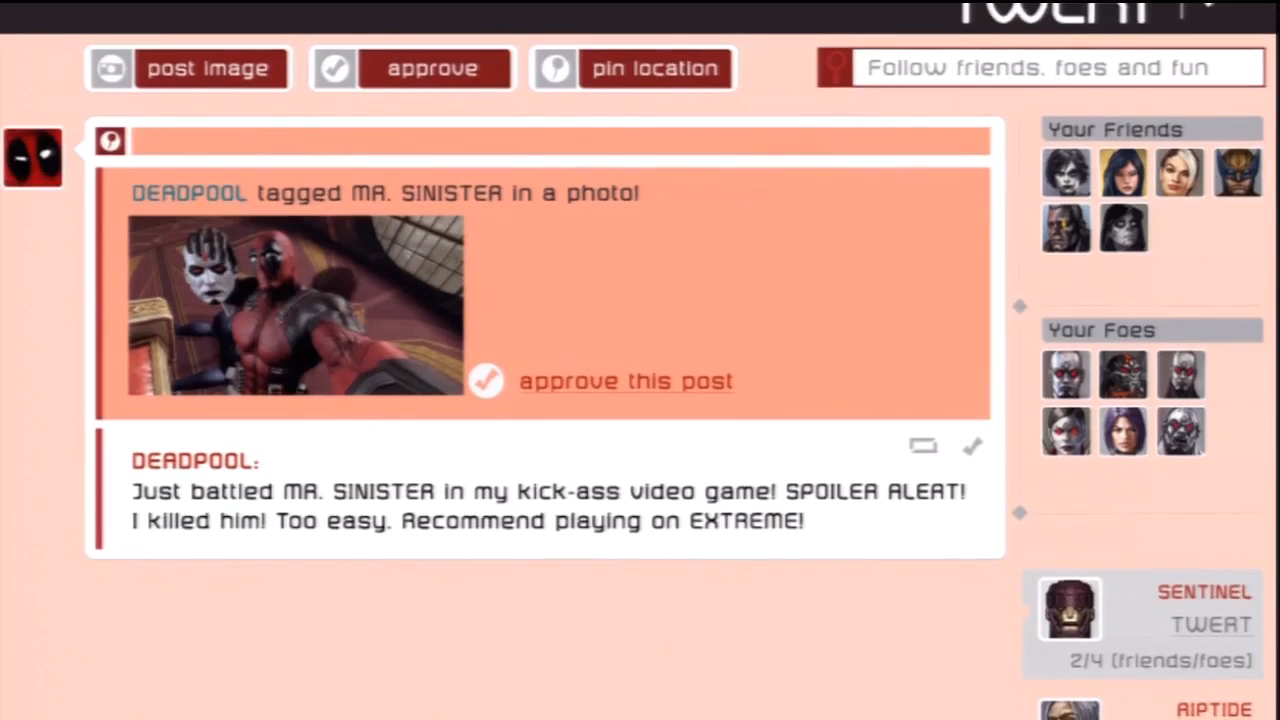 TWERT
post image
approve
pin location
Follow friends, foes and fun
Your Friends
DEADPOOL tagged MR. SINISTER in a photo!
approve this post
Your Foes
DEADPOOL:
Just battled MR. SINISTER in my kick-ass video game! SPOILER ALERT!
I killed him! Too easy. Recommend playing on EXTREME!
SENTINEL
TWERT
2/4 (friends/foes)
RIPTIDE